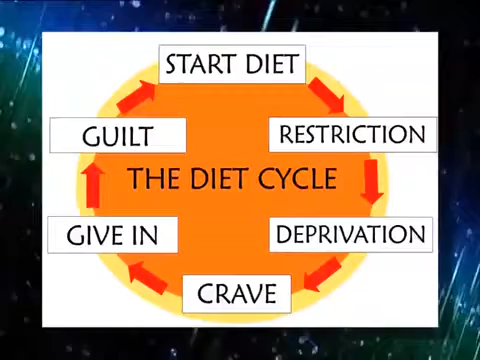 START DIET
GUILT
RESTRICTION
THE DIET CYCLE
GIVE IN
DEPRIVATION
CRAVE